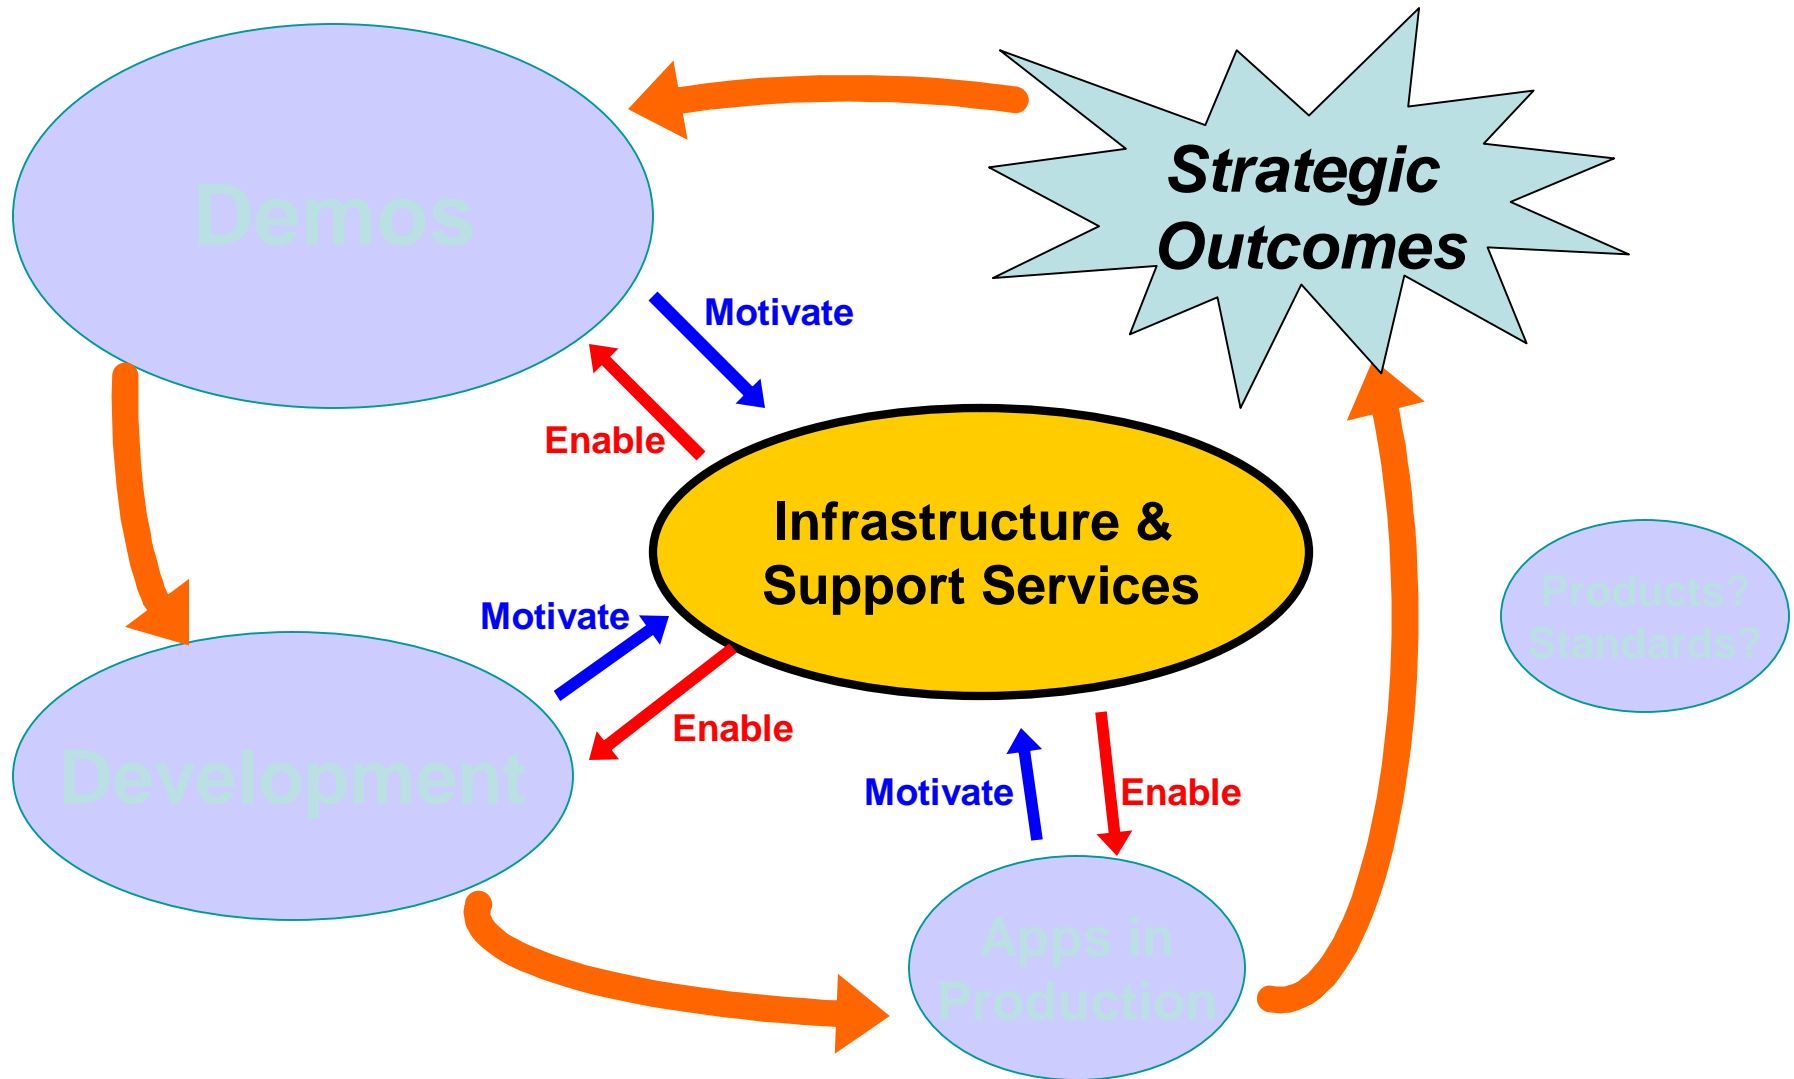 Demos
Strategic
Outcomes
Motivate
Enable
Infrastructure &
Support Services
Products?
Standards?
Motivate
Enable
Development
Motivate
Enable
Apps in
Production